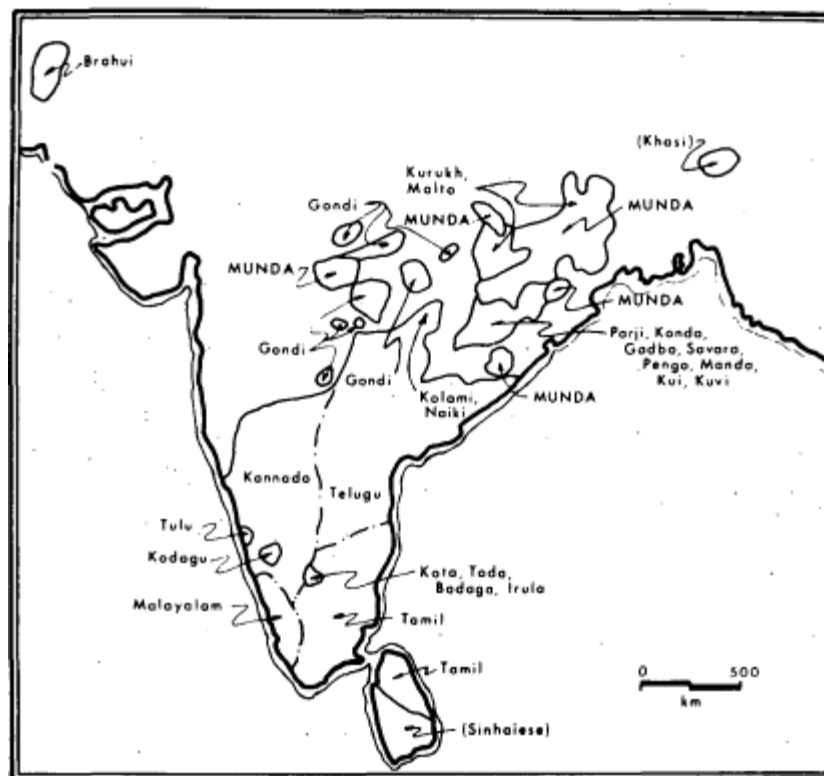 Brahui
(Khasi)
Kurukh,
Malto
Gondi
MUNDA
MUNDA
MUNDA
MUNDA
Gondi
Parji, Konda,
Gadba, Savara,
Pengo, Manda,
Kui, Kuvi
Gondi
Kolami,
Naiki
MUNDA
Kannada
Telugu
Tulu
Kodagu
Kota, Toda,
Badaga, Irula
Malayalam
Tamil
0 500
km
Tamil
(Sinhalese)